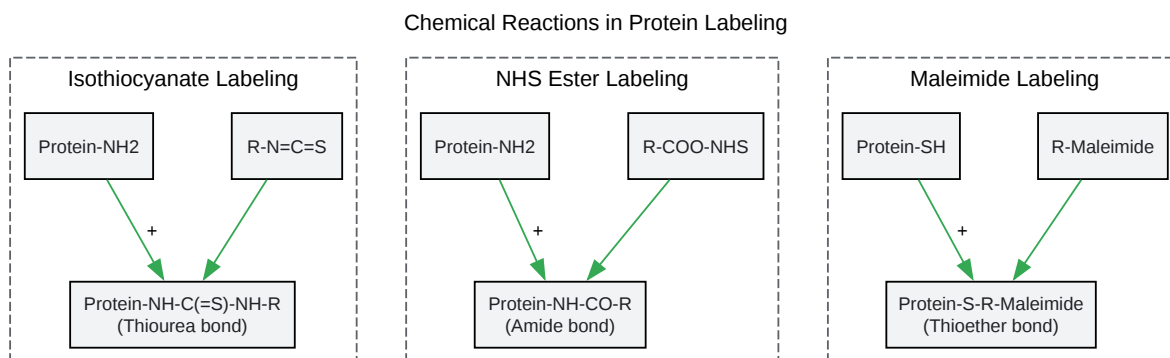 Chemical Reactions in Protein Labeling
Isothiocyanate Labeling
Protein-NH2
R-N=C=S
+
Protein-NH-C(=S)-NH-R
(Thiourea bond)
NHS Ester Labeling
Protein-NH2
R-COO-NHS
+
Protein-NH-CO-R
(Amide bond)
Maleimide Labeling
Protein-SH
R-Maleimide
+
Protein-S-R-Maleimide
(Thioether bond)